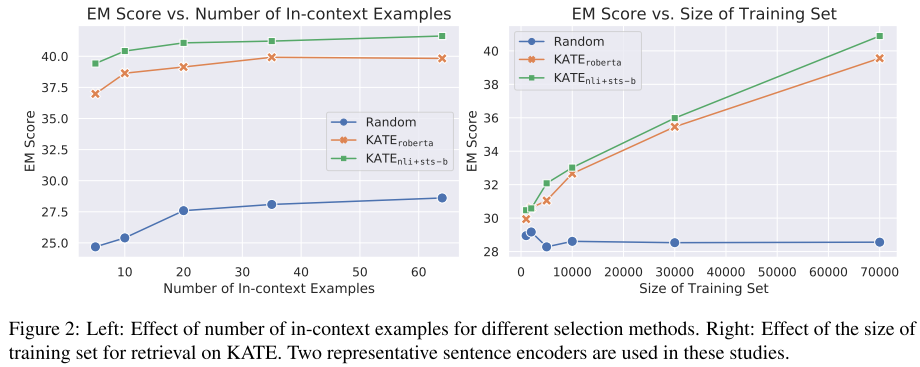 EM Score vs. Number of In-context Examples
40.0
37.5
35.0
32.5
30.0
27.5
25.0
EM Score
Random
KATE_roberta
KATE_nli+sts-b
10
20
30
40
50
60
Number of In-context Examples
EM Score vs. Size of Training Set
40
38
36
34
32
30
28
EM Score
Random
KATE_roberta
KATE_nli+sts-b
0
10000
20000
30000
40000
50000
60000
70000
Size of Training Set
Figure 2: Left: Effect of number of in-context examples for different selection methods. Right: Effect of the size of
training set for retrieval on KATE. Two representative sentence encoders are used in these studies.